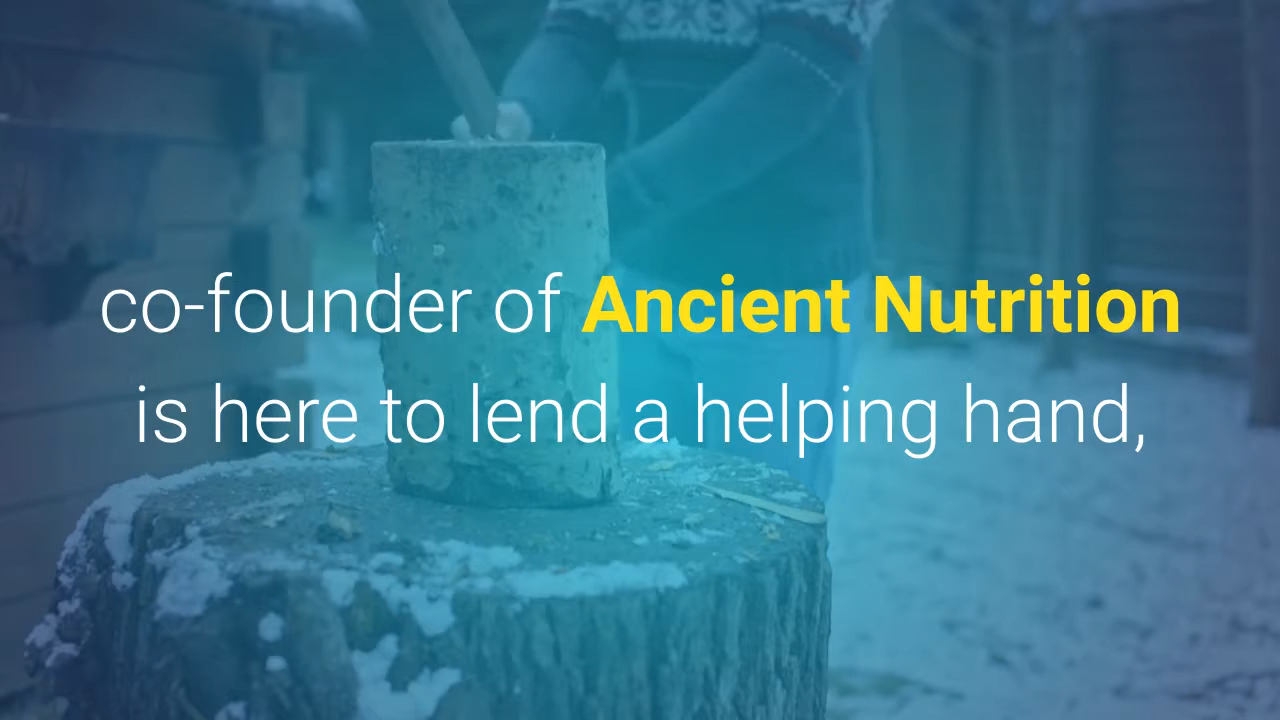 co-founder of Ancient Nutrition
is here to lend a helping hand,